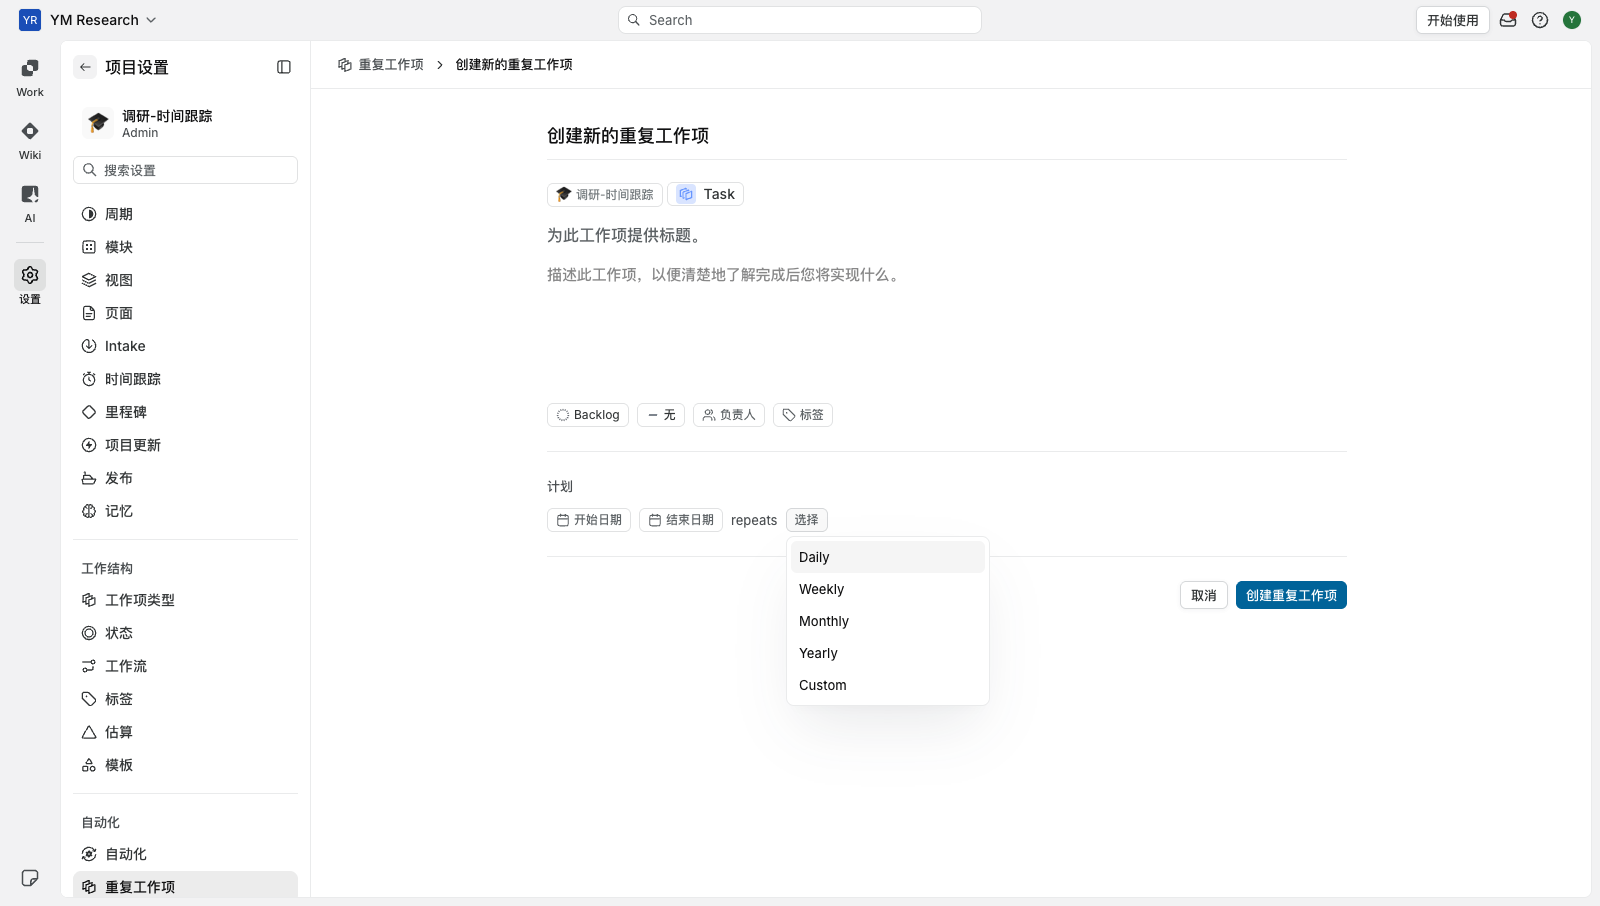 YR YM Research
Search
开始使用
Y
Work
Wiki
AI
设置
项目设置
调研-时间跟踪
Admin
搜索设置
周期
模块
视图
页面
Intake
时间跟踪
里程碑
项目更新
发布
记忆
工作结构
工作项类型
状态
工作流
标签
估算
模板
自动化
自动化
重复工作项
重复工作项 > 创建新的重复工作项
创建新的重复工作项
调研-时间跟踪 Task
为此工作项提供标题。
描述此工作项，以便清楚地了解完成后您将实现什么。
Backlog 无 负责人 标签
计划
开始日期 结束日期 repeats 选择
Daily
Weekly
Monthly
Yearly
Custom
取消 创建重复工作项